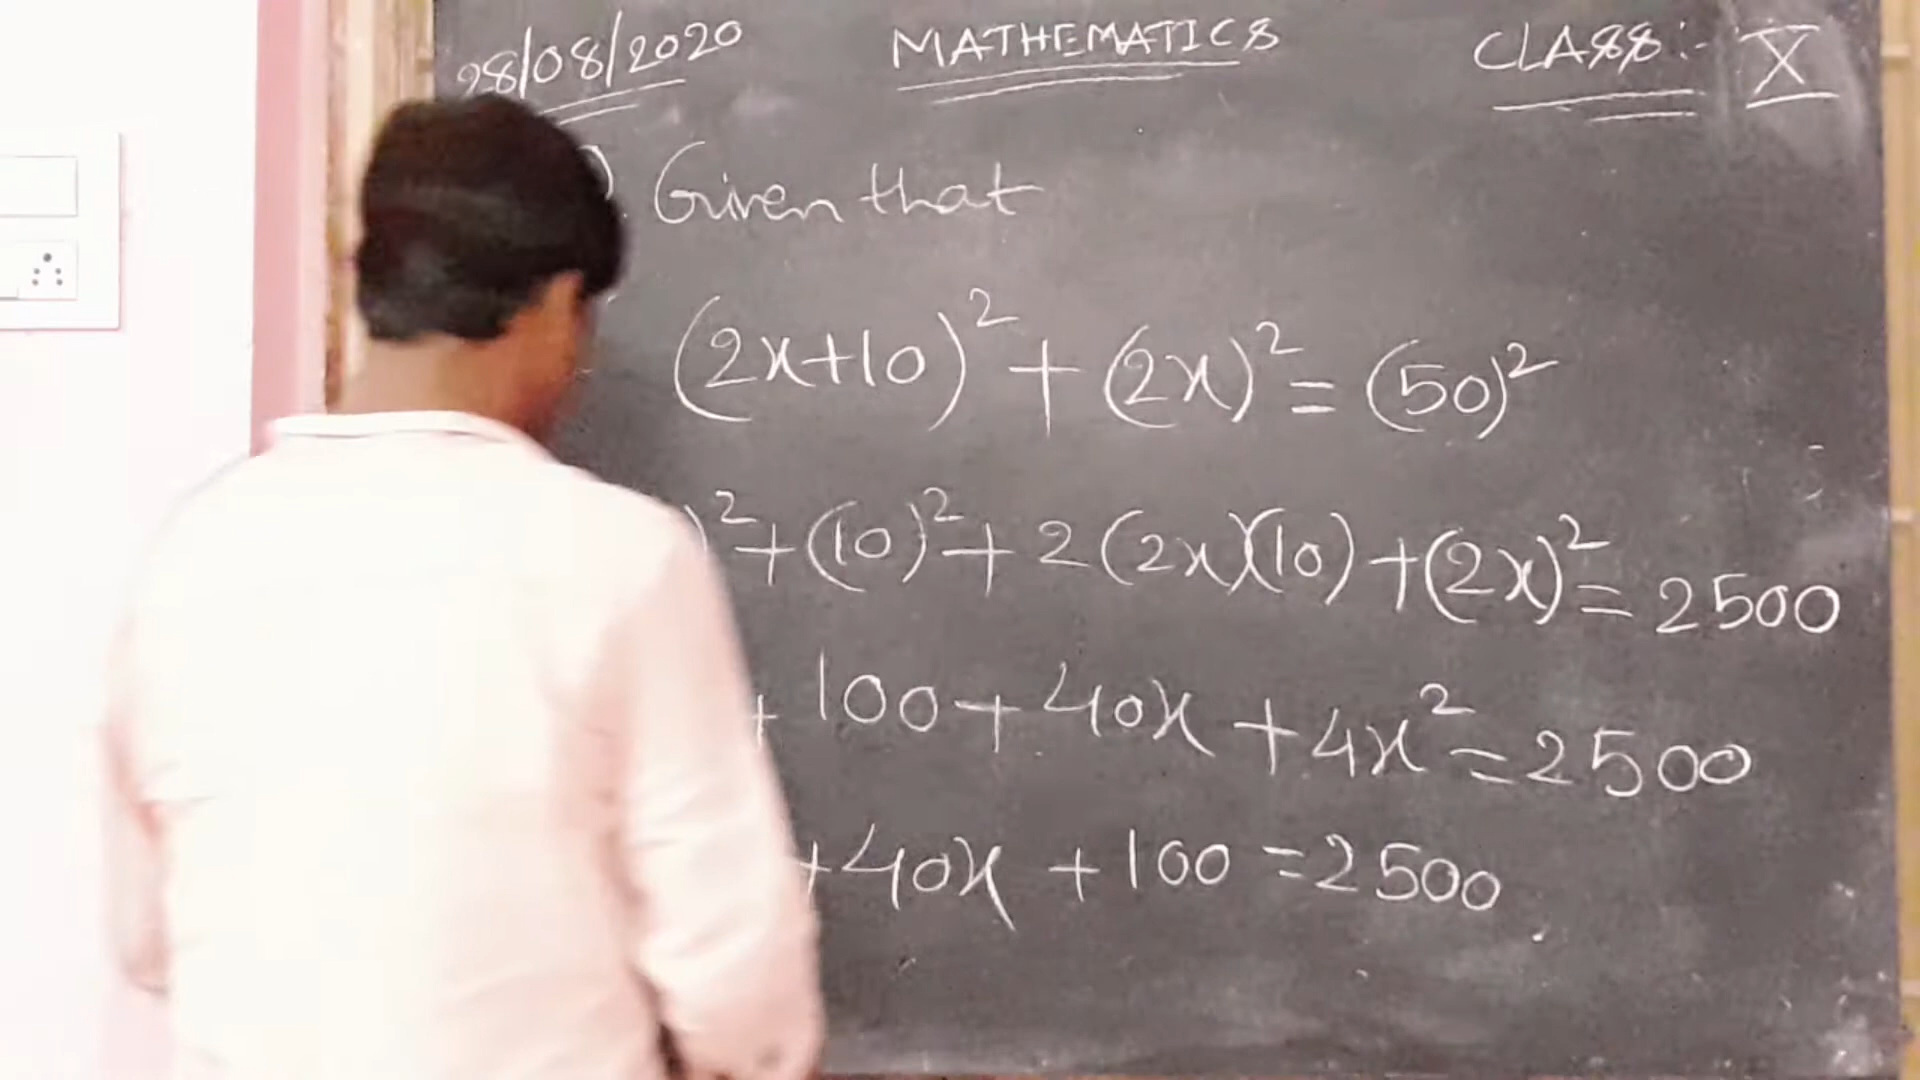 28/08/2020 MATHEMATICS CLASS:- X
). Given that
(2x+10)² + (2x)² = (50)²
)² + (10)² + 2(2x)(10) + (2x)² = 2500
+ 100 + 40x + 4x² = 2500
+ 40x + 100 = 2500